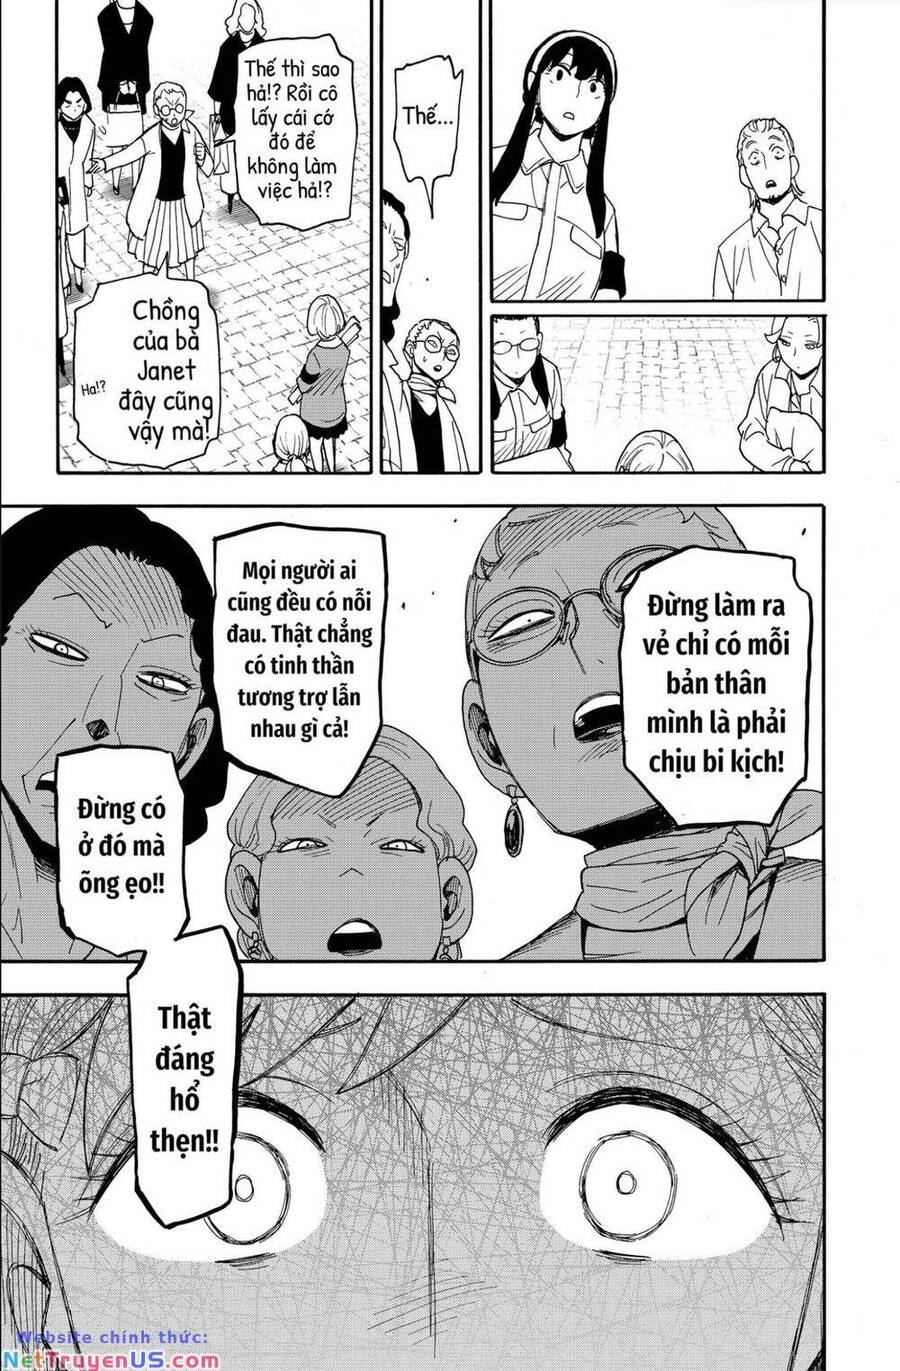 Thế...
Thế thì sao
hả!? Rồi cô
lấy cái cớ
đó để
không làm
việc hả!?
Chồng
của bà
Janet
đây cũng
vậy mà!
Ha!?
Đừng làm ra
vẻ chỉ có mỗi
bản thân
mình là phải
chịu bi kịch!
Mọi người ai
cũng đều có nỗi
đau. Thật chẳng
có tinh thần
tương trợ lẫn
nhau gì cả!
Đừng có
ở đó mà
õng ẹo!!
Thật
đáng
hổ
thẹn!!
Website chính thức:
NetTruyenUS.com